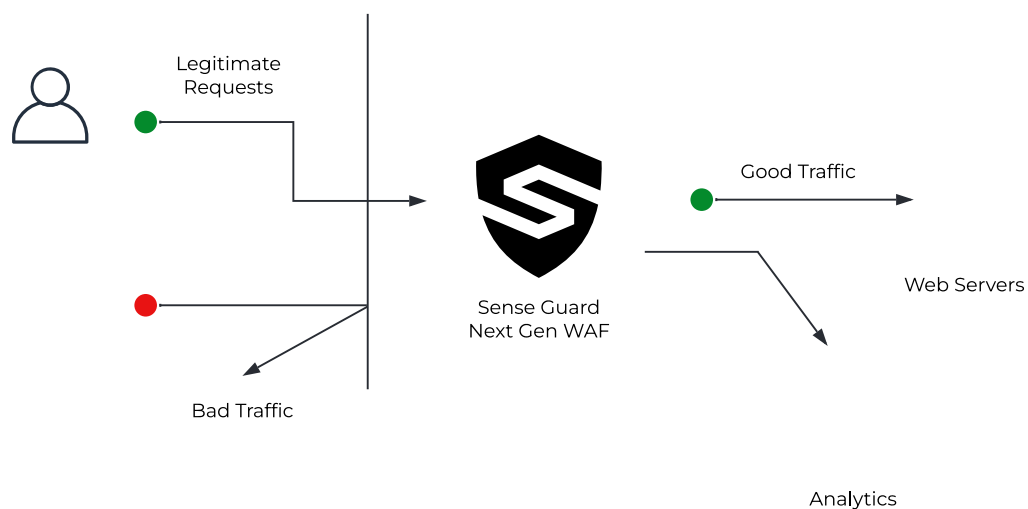 Legitimate
Requests
Good Traffic
Web Servers
Sense Guard
Next Gen WAF
Bad Traffic
Analytics